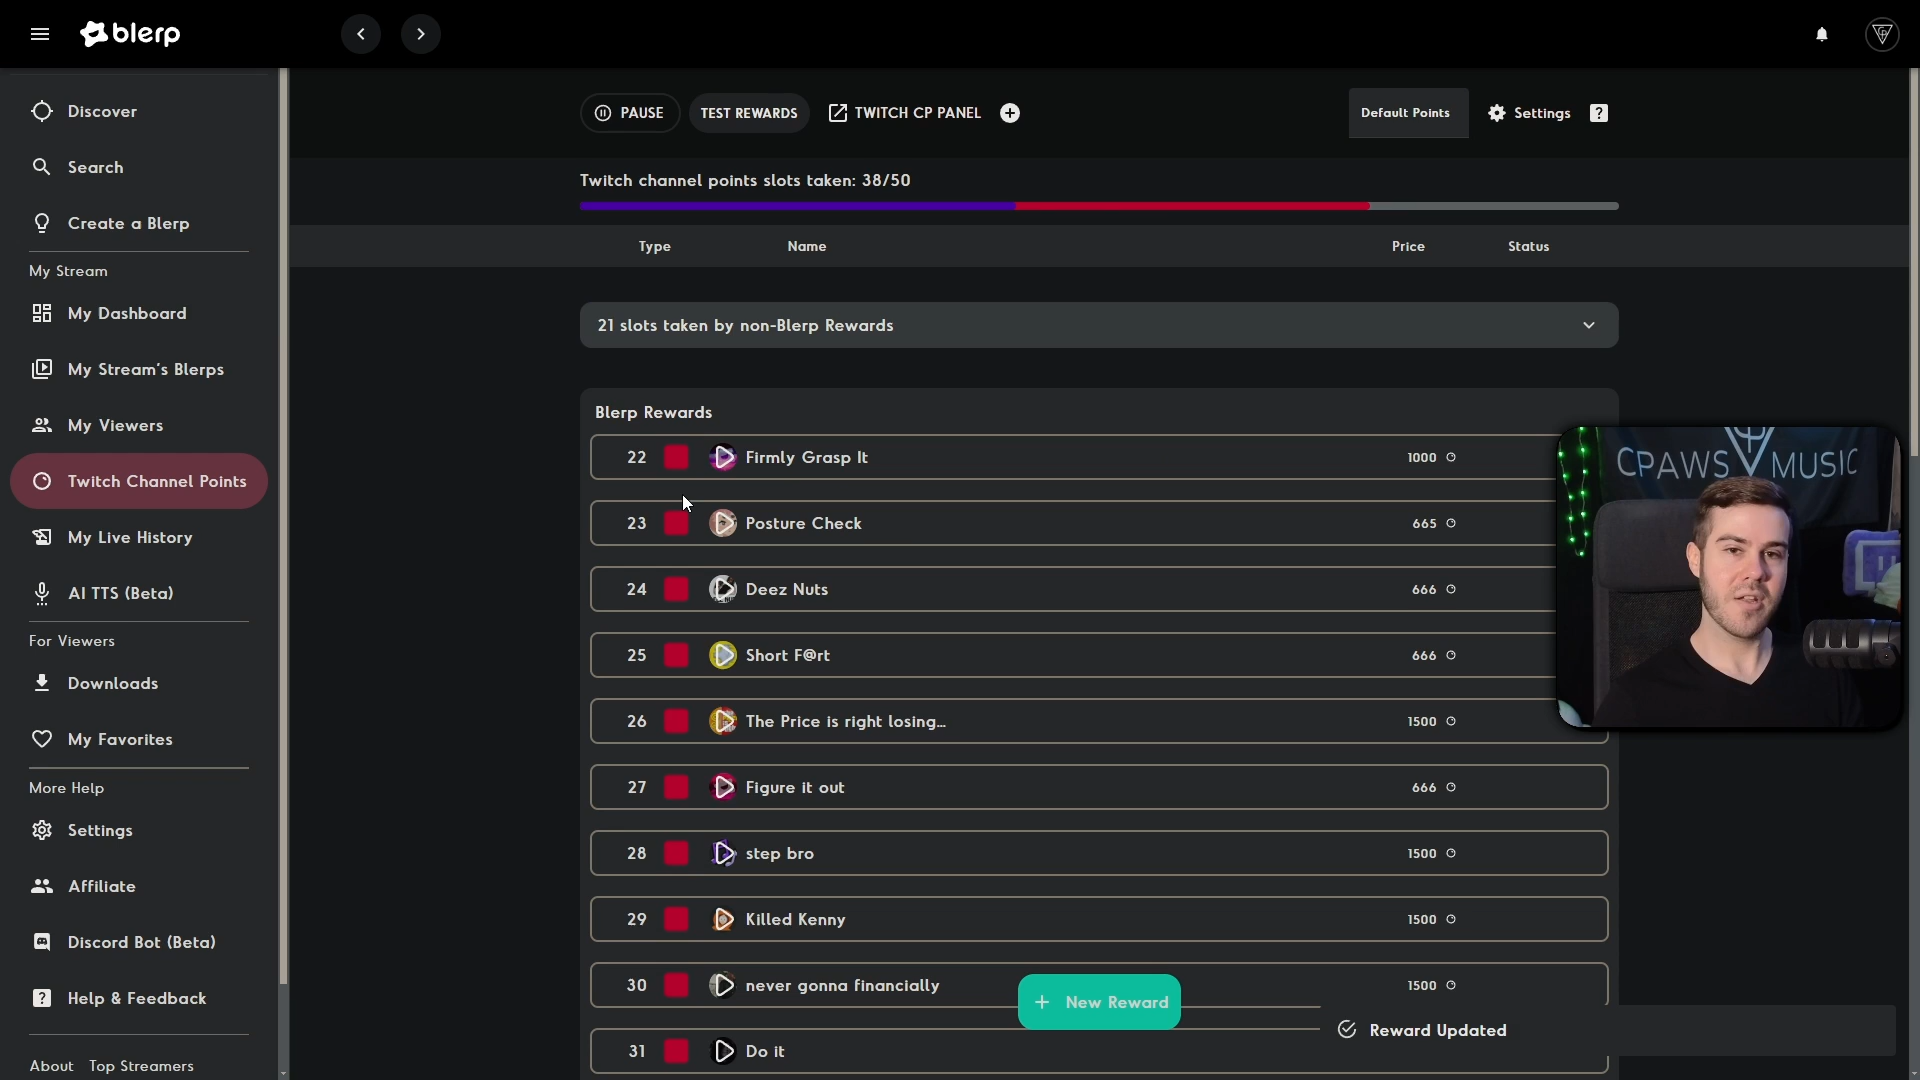 blerp
PAUSE
TEST REWARDS
TWITCH CP PANEL
Default Points
Settings
Discover
Search
Create a Blerp
My Stream
My Dashboard
My Stream's Blerps
My Viewers
Twitch Channel Points
My Live History
AI TTS (Beta)
For Viewers
Downloads
My Favorites
More Help
Settings
Affiliate
Discord Bot (Beta)
Help & Feedback
About Top Streamers
Twitch channel points slots taken: 38/50
Type Name Price Status
21 slots taken by non-Blerp Rewards
Blerp Rewards
22 Firmly Grasp It 1000
23 Posture Check 665
24 Deez Nuts 666
25 Short F@rt 666
26 The Price is right losing... 1500
27 Figure it out 666
28 step bro 1500
29 Killed Kenny 1500
30 never gonna financially 1500
31 Do it
+ New Reward
Reward Updated
CPAWS MUSIC